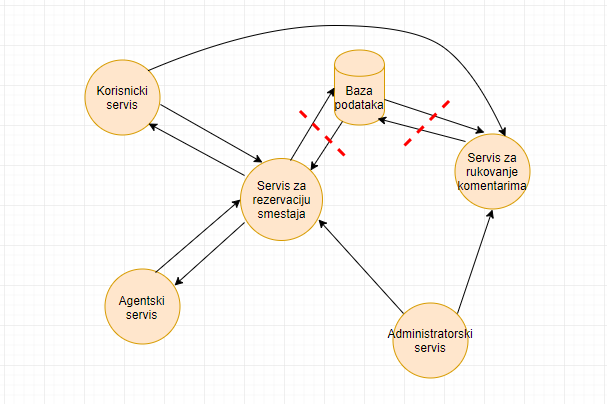 Korisnicki
servis
Baza
podataka
Servis za
rukovanje
komentarima
Servis za
rezervaciju
smestaja
Agentski
servis
Administratorski
servis